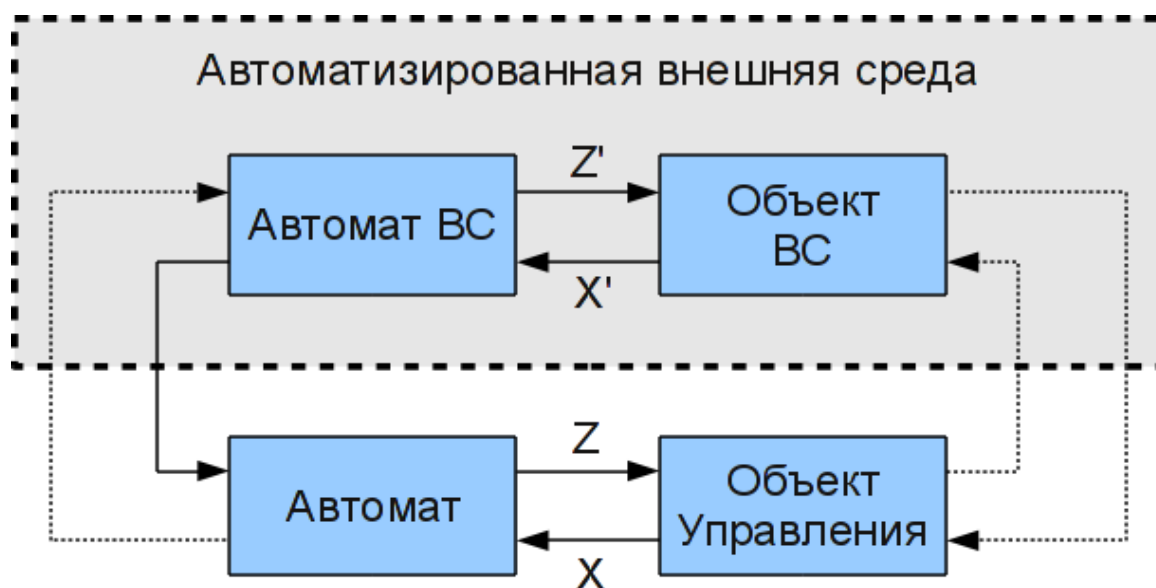 Автоматизированная внешняя среда
Z'
Автомат ВС
Объект
ВС
X'
Z
Автомат
Объект
Управления
X